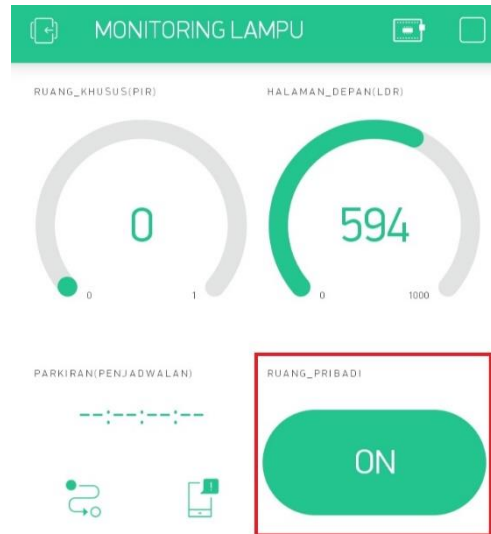 MONITORING LAMPU
RUANG_KHUSUS(PIR)
HALAMAN_DEPAN(LDR)
0
594
0
1
0
1000
PARKIRAN(PENJADWALAN)
RUANG_PRIBADI
--:--:--:--
ON
!